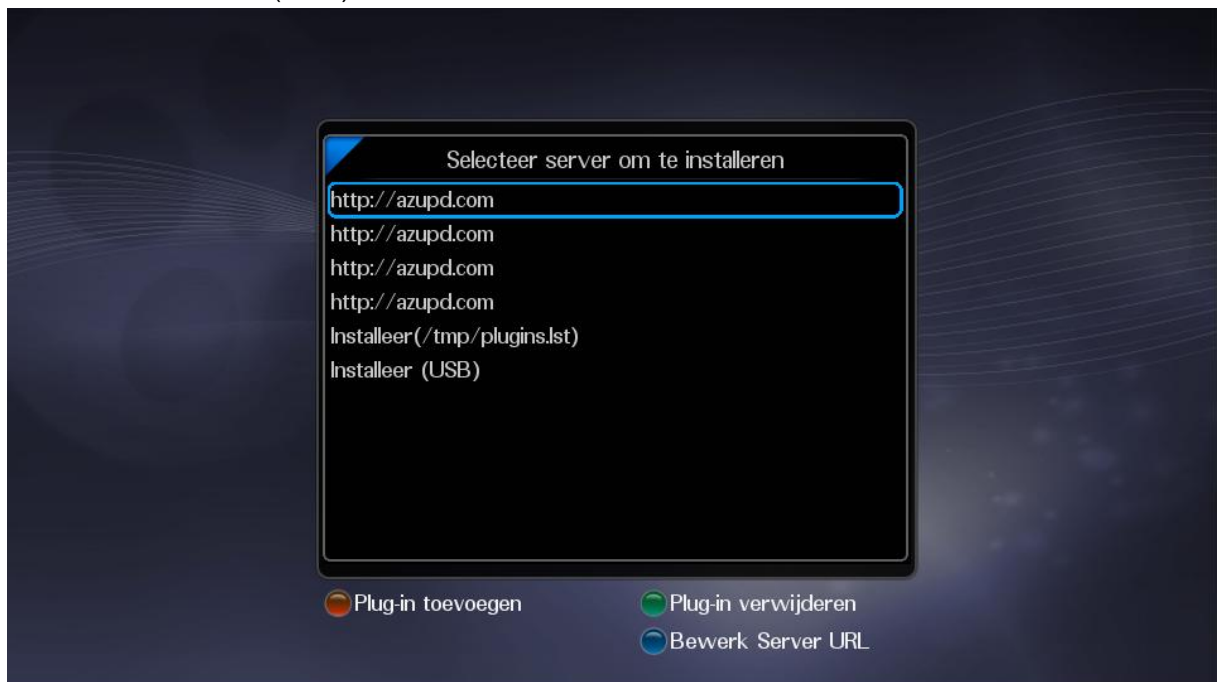 Selecteer server om te installeren
http://azupd.com
http://azupd.com
http://azupd.com
http://azupd.com
Installeer(/tmp/plugins.lst)
Installeer (USB)
Plug-in toevoegen
Plug-in verwijderen
Bewerk Server URL